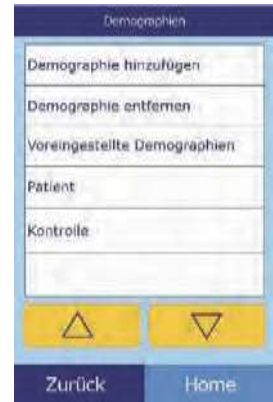 Demographien
Demographie hinzufügen
Demographie entfernen
Voreingestellte Demographien
Patient
Kontrolle
Zurück
Home